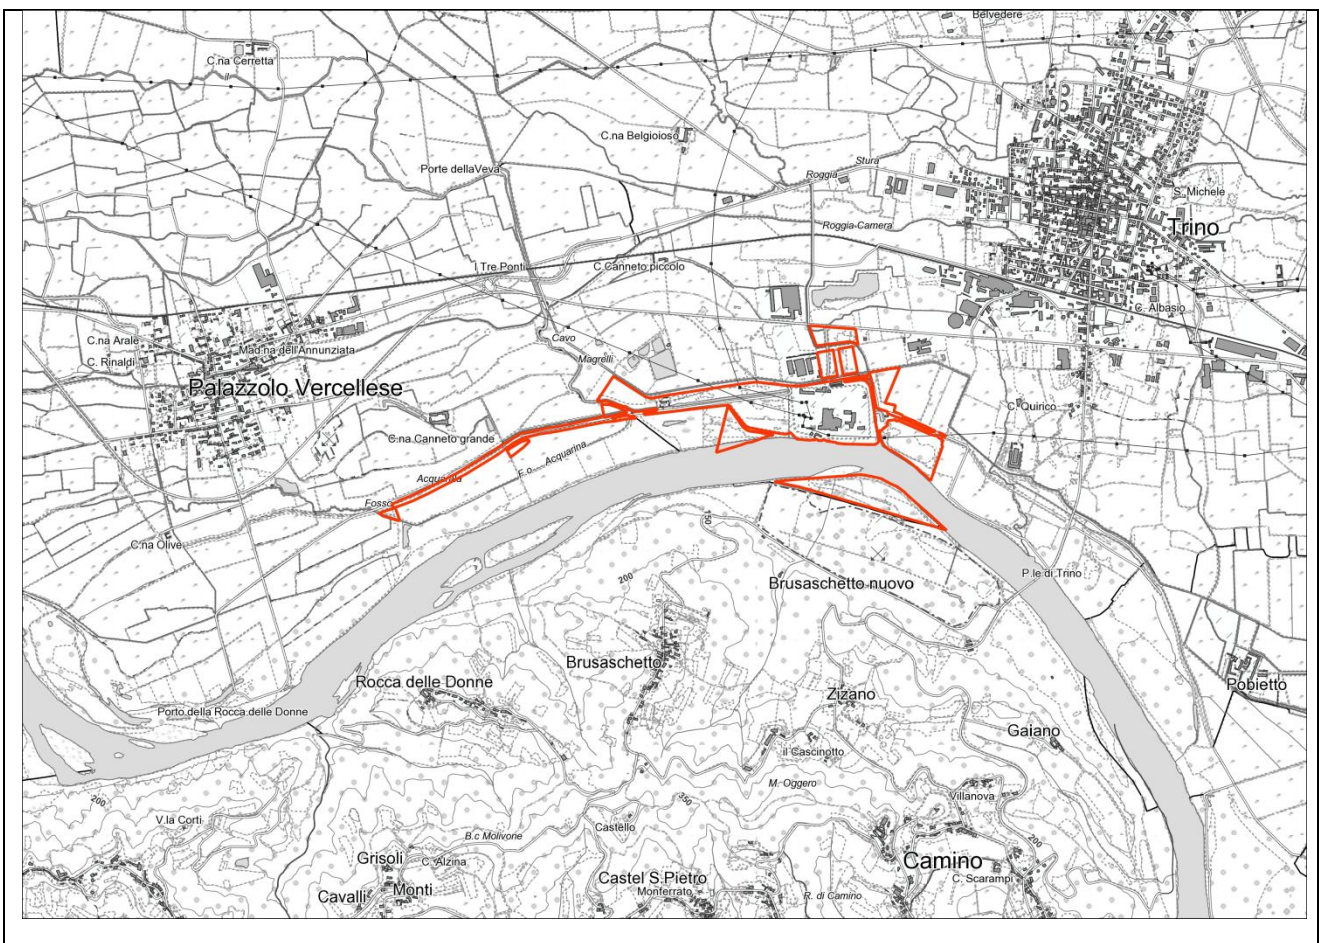 Belvedere
C.na Cerretta
il
C.na Belgioioso
Stura
Porte dellaVeva
Roggia
S. Michele
Roggia Camera
Trino
Tre Ponti
C.Canneto piccolo
C. Albasio
C.na Arale
Cavo
Mad.na dell'Annunziata
C. Rinaldi
Magrelli
Palazzolo Vercellese
C. Quirico
C.na Canneto grande
F.o Acquarina
Acquarina
Fosso
150
C.na Olive
P.le di Trino
200
Brusaschetto nuovo
Brusaschetto
Rocca delle Donne
Zizano
Pobietto
Porto della Rocca delle Donne
Gaiano
il Cascinotto
M. Oggero
Villanova
200
350
V.la Corti
Castello
B.c Molivone
200
Grisoli
C. Alzina
Camino
Castel S.Pietro
C. Scarampi
Monti
Monferrato
Cavalli
R. di Camino